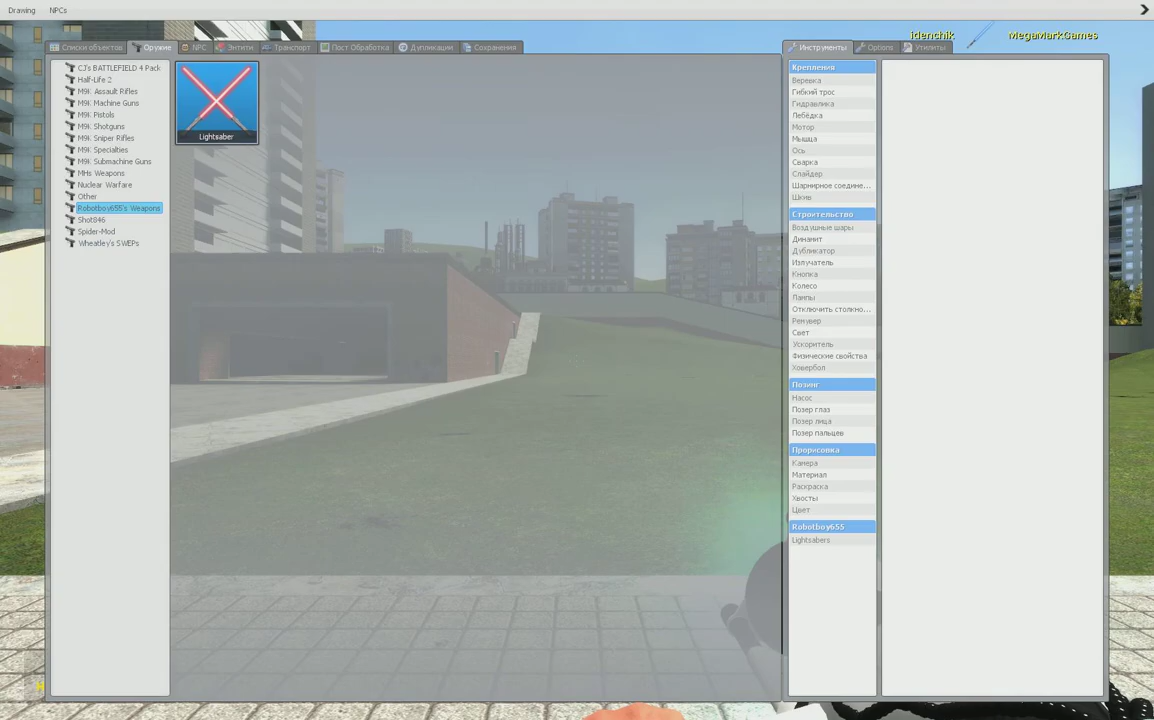 Drawing NPCs
idenchik MegaMarkGames
Списки объектов Оружие NPC Энтити Транспорт Пост Обработка Дупликации Сохранения
Инструменты Options Утилиты
CJ's BATTLEFIELD 4 Pack
Half-Life 2
M9K Assault Rifles
M9K Machine Guns
M9K Pistols
M9K Shotguns
M9K Sniper Rifles
M9K Specialties
M9K Submachine Guns
MHs Weapons
Nuclear Warfare
Other
Robotboy655's Weapons
Shot846
Spider-Mod
Wheatley's SWEPs
Lightsaber
Крепления
Веревка
Гибкий трос
Гидравлика
Лебёдка
Мотор
Мышца
Ось
Сварка
Слайдер
Шарнирное соедине...
Шкив
Строительство
Воздушные шары
Динамит
Дубликатор
Излучатель
Кнопка
Колесо
Лампы
Отключить столкно...
Ремувер
Свет
Ускоритель
Физические свойства
Ховербол
Позинг
Насос
Позер глаз
Позер лица
Позер пальцев
Прорисовка
Камера
Материал
Раскраска
Хвосты
Цвет
Robotboy655
Lightsabers